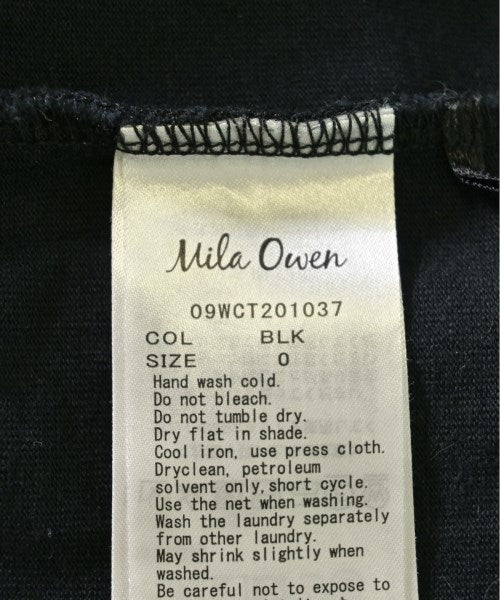 Mila Owen
09WCT201037
COL BLK
SIZE 0
Hand wash cold.
Do not bleach.
Do not tumble dry.
Dry flat in shade.
Cool iron, use press cloth.
Dryclean, petroleum
solvent only, short cycle.
Use the net when washing.
Wash the laundry separately
from other laundry.
May shrink slightly when
washed.
Be careful not to expose to